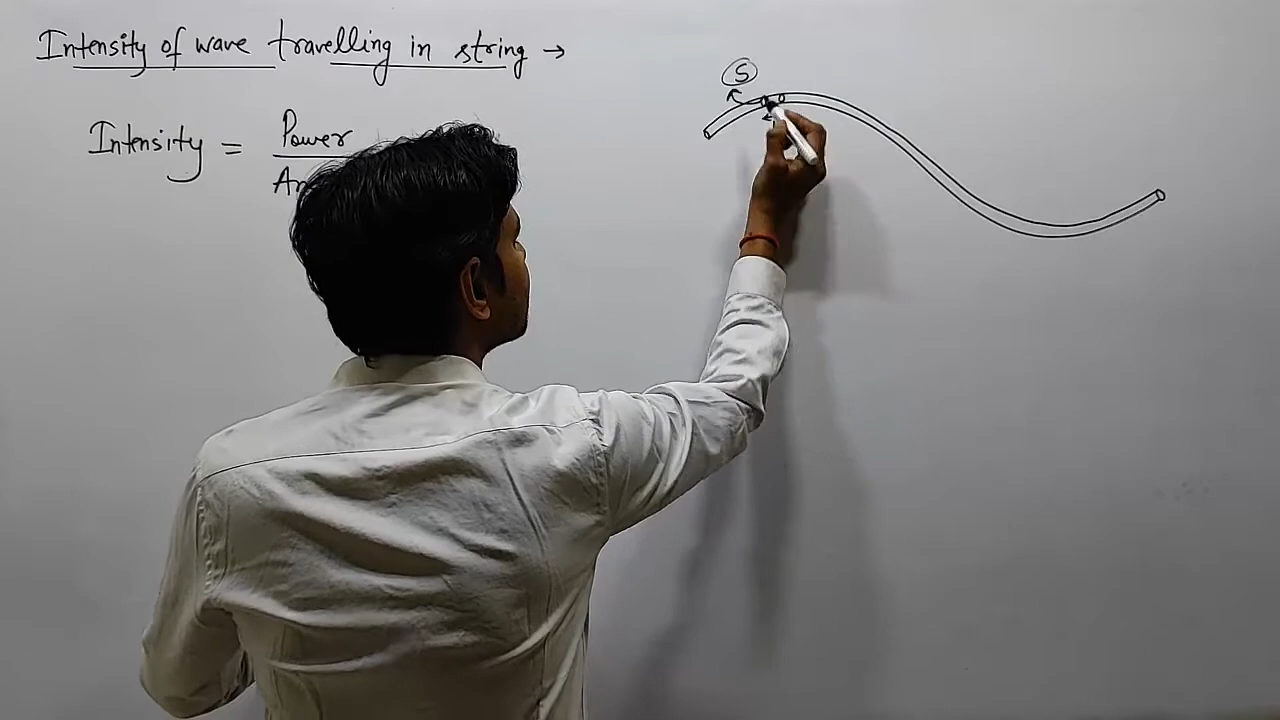 Intensity of wave travelling in string →
S
Intensity = Power